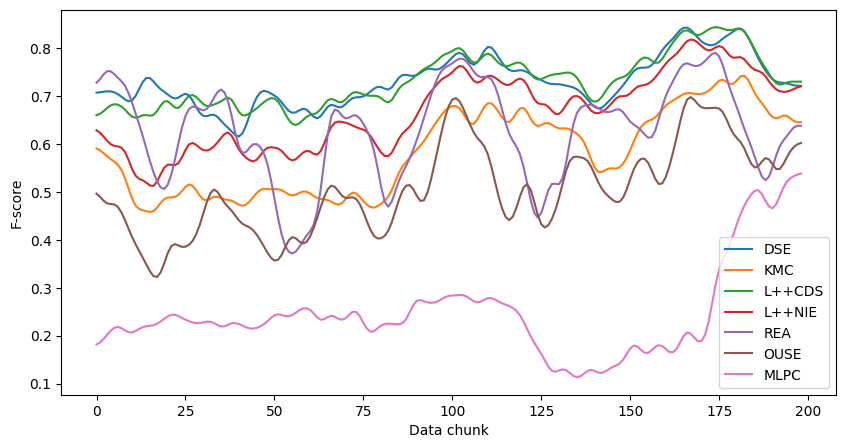 F-score
0.8
0.7
0.6
0.5
0.4
0.3
0.2
0.1
0 25 50 75 100 125 150 175 200
Data chunk
DSE
KMC
L++CDS
L++NIE
REA
OUSE
MLPC